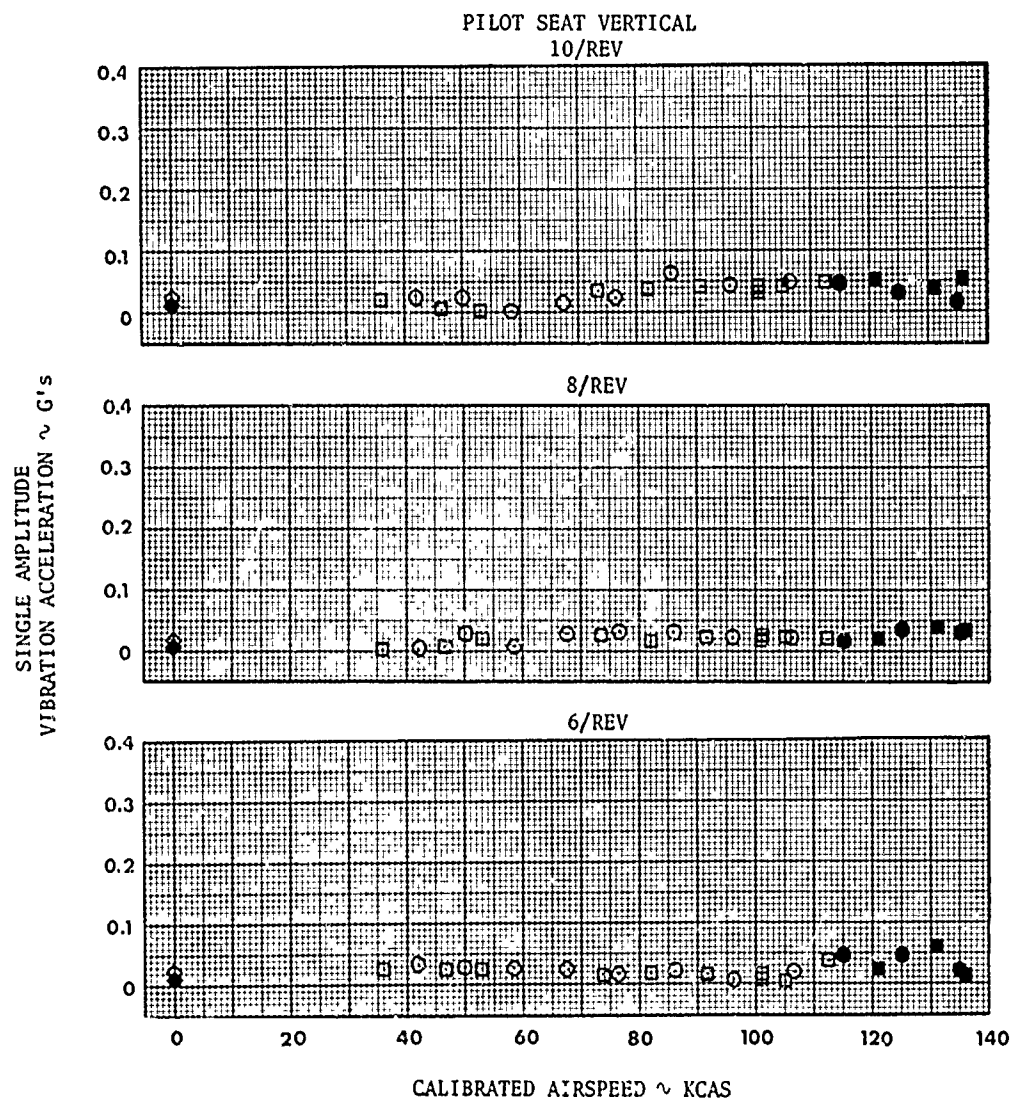 PILOT SEAT VERTICAL
10/REV
0.4
0.3
0.2
0.1
0
8/REV
0.4
0.3
0.2
0.1
0
SINGLE AMPLITUDE
VIBRATION ACCELERATION ~ G's
6/REV
0.4
0.3
0.2
0.1
0
0 20 40 60 80 100 120 140
CALIBRATED AIRSPEED ~ KCAS